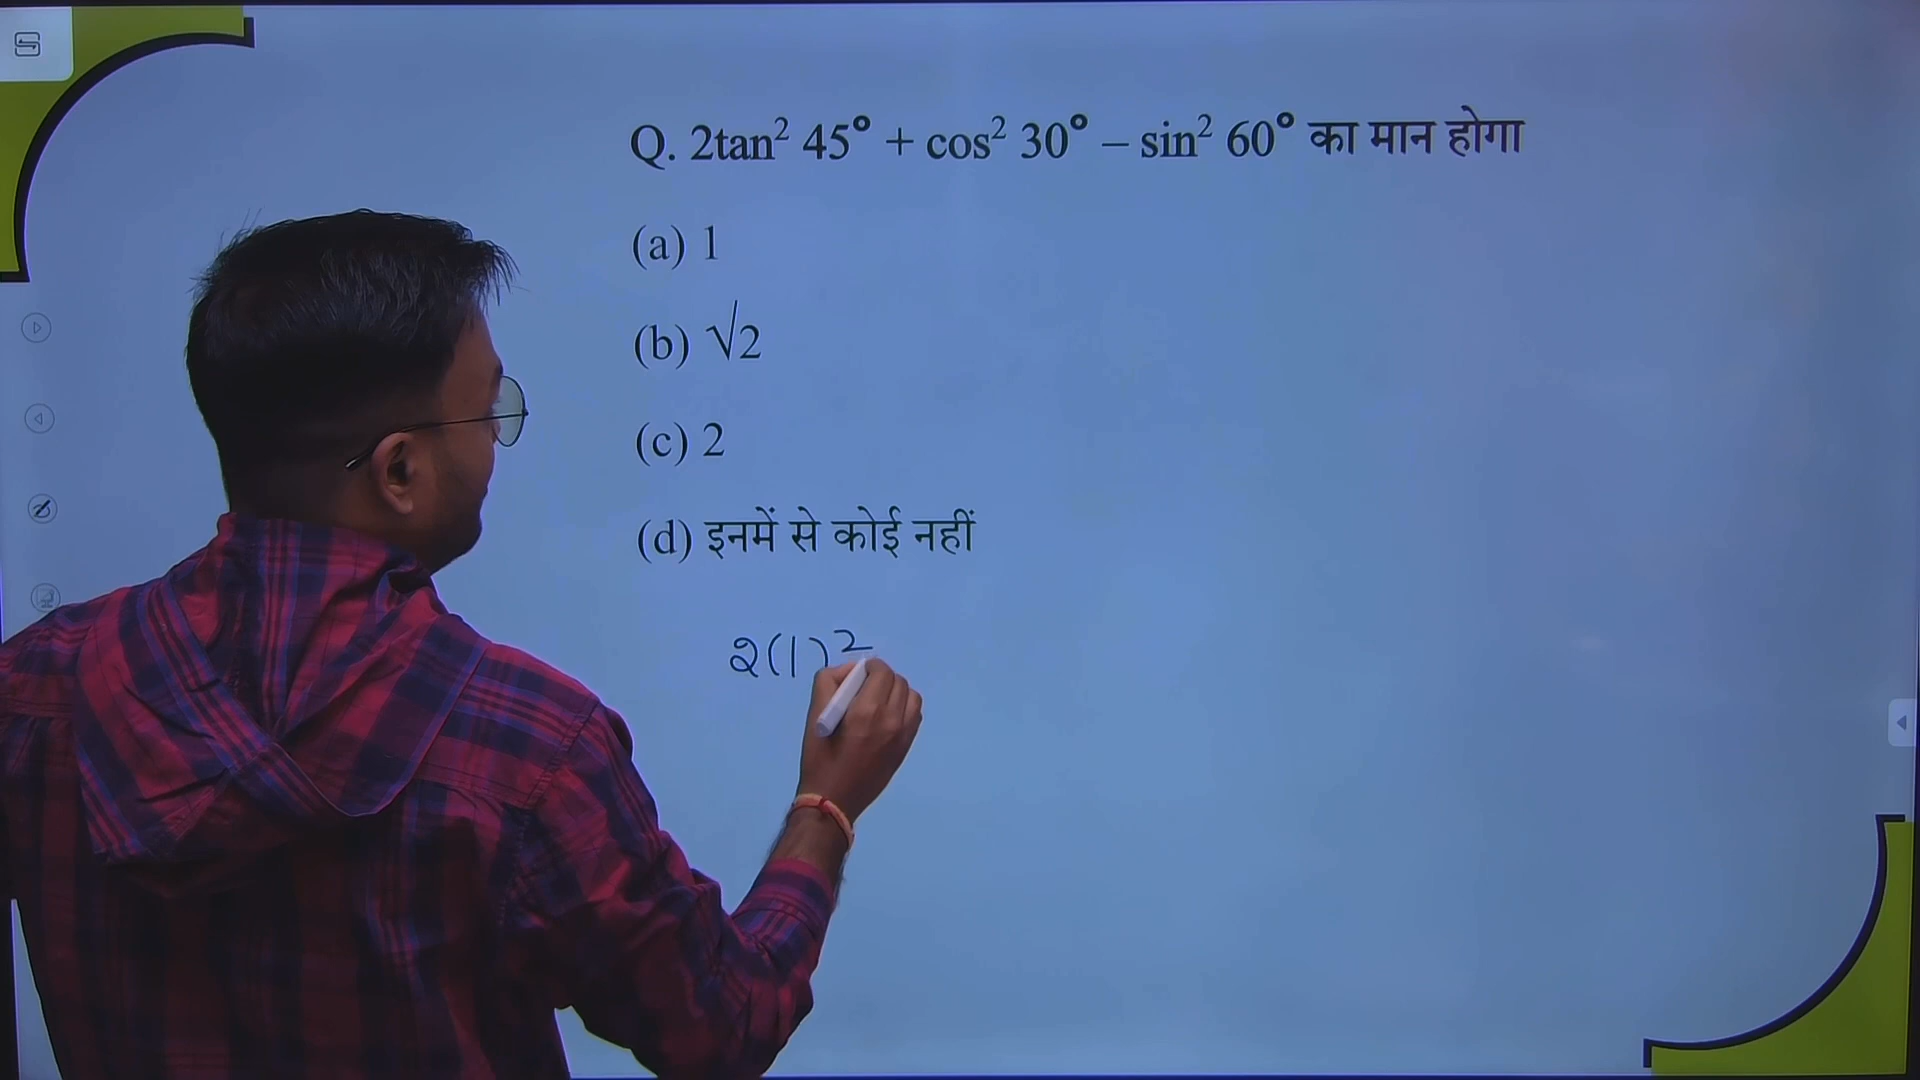 Q. 2tan² 45° + cos² 30° – sin² 60° का मान होगा
(a) 1
(b) √2
(c) 2
(d) इनमें से कोई नहीं
2(1)²